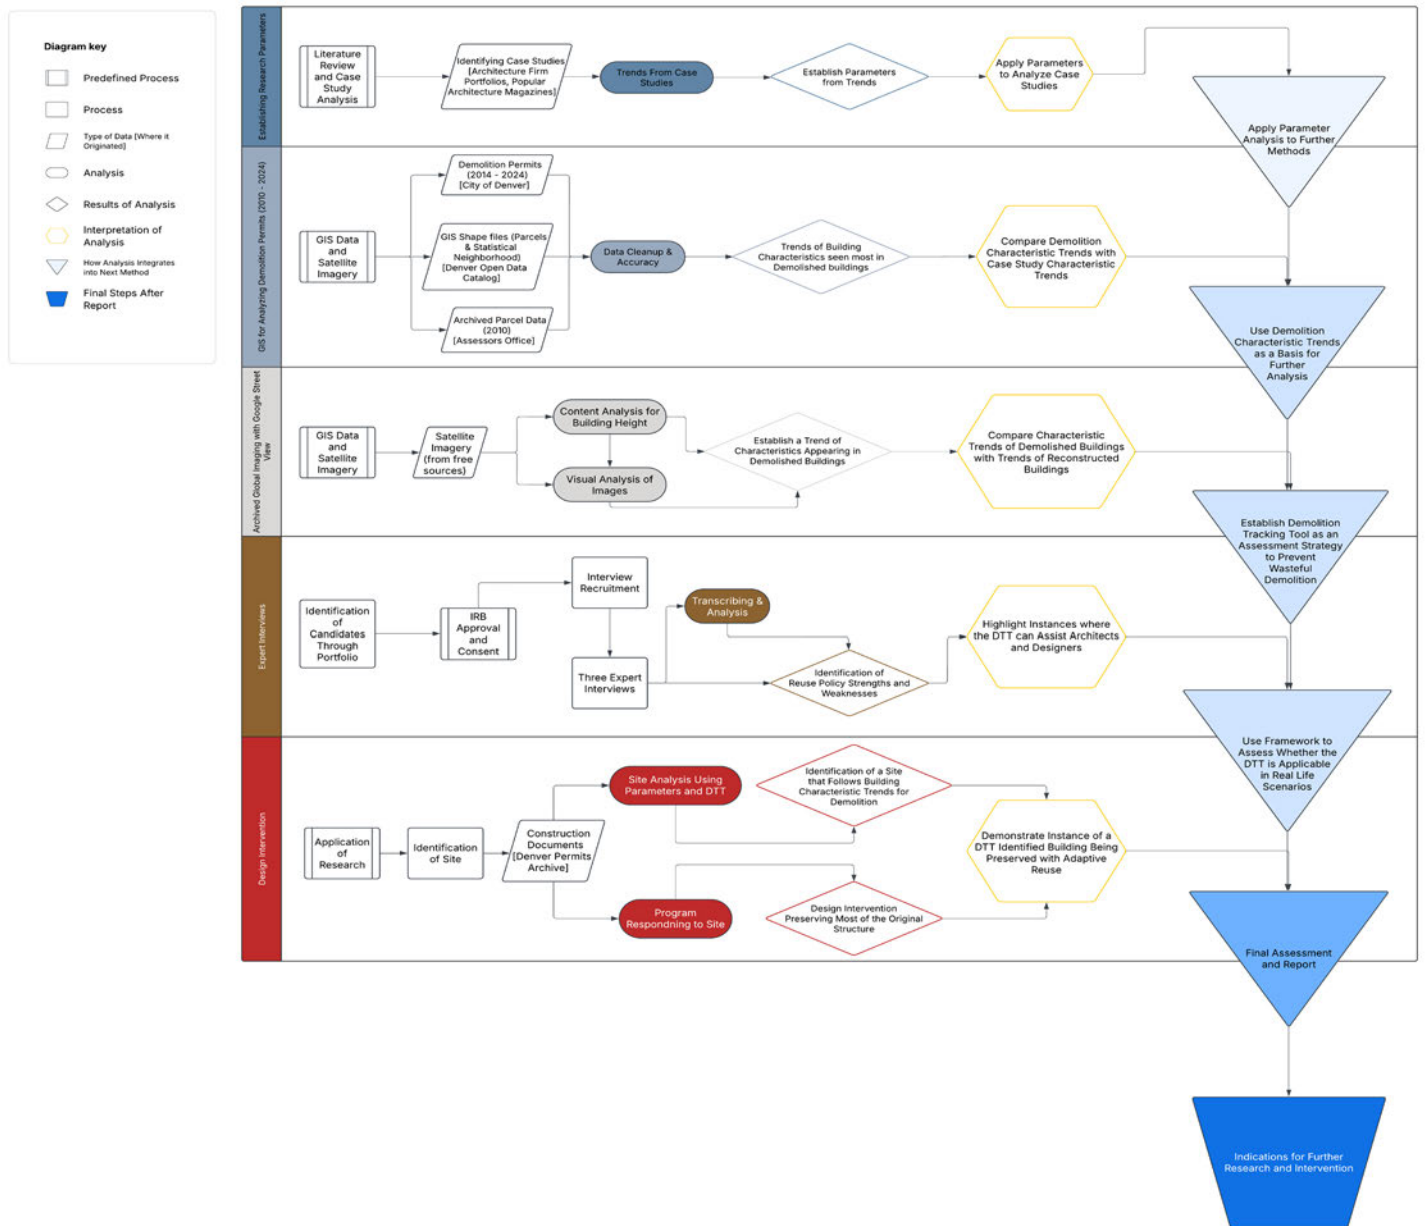 Diagram key
Predefined Process
Process
Type of Data [Where it
Originated]
Analysis
Results of Analysis
Interpretation of
Analysis
How Analysis Integrates
into Next Method
Final Steps After
Report
Establishing Research Parameters
Literature
Review
and Case
Study
Analysis
Identifying Case Studies
[Architecture Firm
Portfolios, Popular
Architecture Magazines]
Trends From Case
Studies
Establish Parameters
from Trends
Apply Parameters
to Analyze Case
Studies
Apply Parameter
Analysis to Further
Methods
GIS for Analyzing Demolition Permits (2010 - 2024)
GIS Data
and
Satellite
Imagery
Demolition Permits
(2014 - 2024)
[City of Denver]
GIS Shape files (Parcels
& Statistical
Neighborhood)
[Denver Open Data
Catalog]
Archived Parcel Data
(2010)
[Assessors Office]
Data Cleanup &
Accuracy
Trends of Building
Characteristics seen most in
Demolished buildings
Compare Demolition
Characteristic Trends with
Case Study Characteristic
Trends
Use Demolition
Characteristic Trends
as a Basis for
Further
Analysis
Archived Global Imaging with Google Street
View
GIS Data
and
Satellite
Imagery
Satellite
Imagery
(from free
sources)
Content Analysis for
Building Height
Visual Analysis of
Images
Establish a Trend of
Characteristics Appearing in
Demolished Buildings
Compare Characteristic
Trends of Demolished Buildings
with Trends of Reconstructed
Buildings
Establish Demolition
Tracking Tool as an
Assessment Strategy
to Prevent
Wasteful
Demolition
Expert Interviews
Identification
of
Candidates
Through
Portfolio
IRB
Approval
and
Consent
Interview
Recruitment
Three Expert
Interviews
Transcribing &
Analysis
Identification of
Reuse Policy Strengths and
Weaknesses
Highlight Instances where
the DTT can Assist Architects
and Designers
Use Framework to
Assess Whether the
DTT is Applicable
in Real Life
Scenarios
Design Intervention
Application
of
Research
Identification
of Site
Construction
Documents
[Denver Permits
Archive]
Site Analysis Using
Parameters and DTT
Program
Respondning to Site
Identification of a Site
that Follows Building
Characteristic Trends for
Demolition
Design Intervention
Preserving Most of the Original
Structure
Demonstrate Instance of a
DTT Identified Building Being
Preserved with Adaptive
Reuse
Final Assessment
and Report
Indications for Further
Research and Intervention